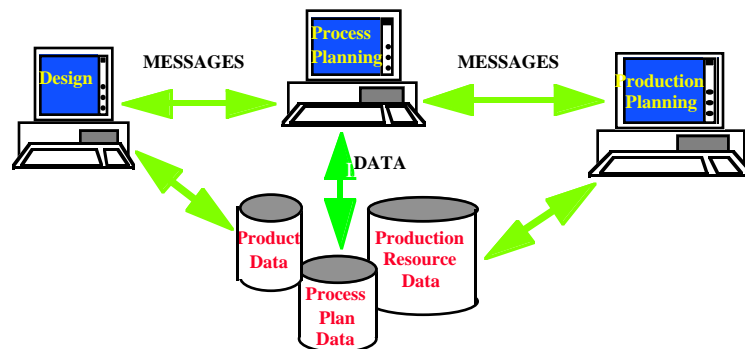 Design
MESSAGES
Process
Planning
MESSAGES
Production
Planning
DATA
Product
Data
Process
Plan
Data
Production
Resource
Data